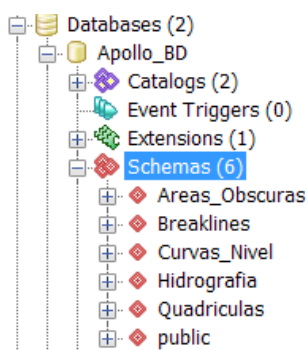 Databases (2)
Apollo_BD
Catalogs (2)
Event Triggers (0)
Extensions (1)
Schemas (6)
Areas_Obscuras
Breaklines
Curvas_Nivel
Hidrografia
Quadriculas
public